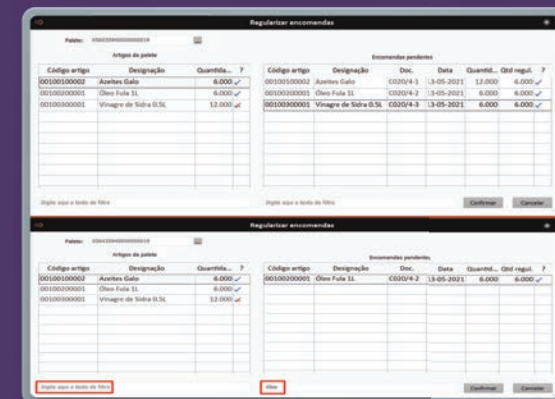 Regularizar encomendas
Palete:
Artigos da palete Encomendas pendentes
Código artigo Designação Quantida... ? Código artigo Designação Doc. Data Quantid... Qtd regul. ?
00100100002 Azeites Galo 6.000 00100100002 Azeites Galo C020/4-1 13-05-2021 12.000 6.000
00100200001 Óleo Fula 1L 6.000 00100200001 Óleo Fula 1L C020/4-2 13-05-2021 6.000 6.000
00100300001 Vinagre de Sidra 0.5L 12.000 00100300001 Vinagre de Sidra 0.5L C020/4-3 13-05-2021 6.000 6.000
Digite aqui o texto de filtro Digite aqui o texto de filtro Confirmar Cancelar
Regularizar encomendas
Palete:
Artigos da palete Encomendas pendentes
Código artigo Designação Quantida... ? Código artigo Designação Doc. Data Quantid... Qtd regul. ?
00100100002 Azeites Galo 6.000 00100200001 Óleo Fula 1L C020/4-2 13-05-2021 6.000 6.000
00100200001 Óleo Fula 1L 6.000
00100300001 Vinagre de Sidra 0.5L 12.000
Digite aqui o texto de filtro óleo Confirmar Cancelar